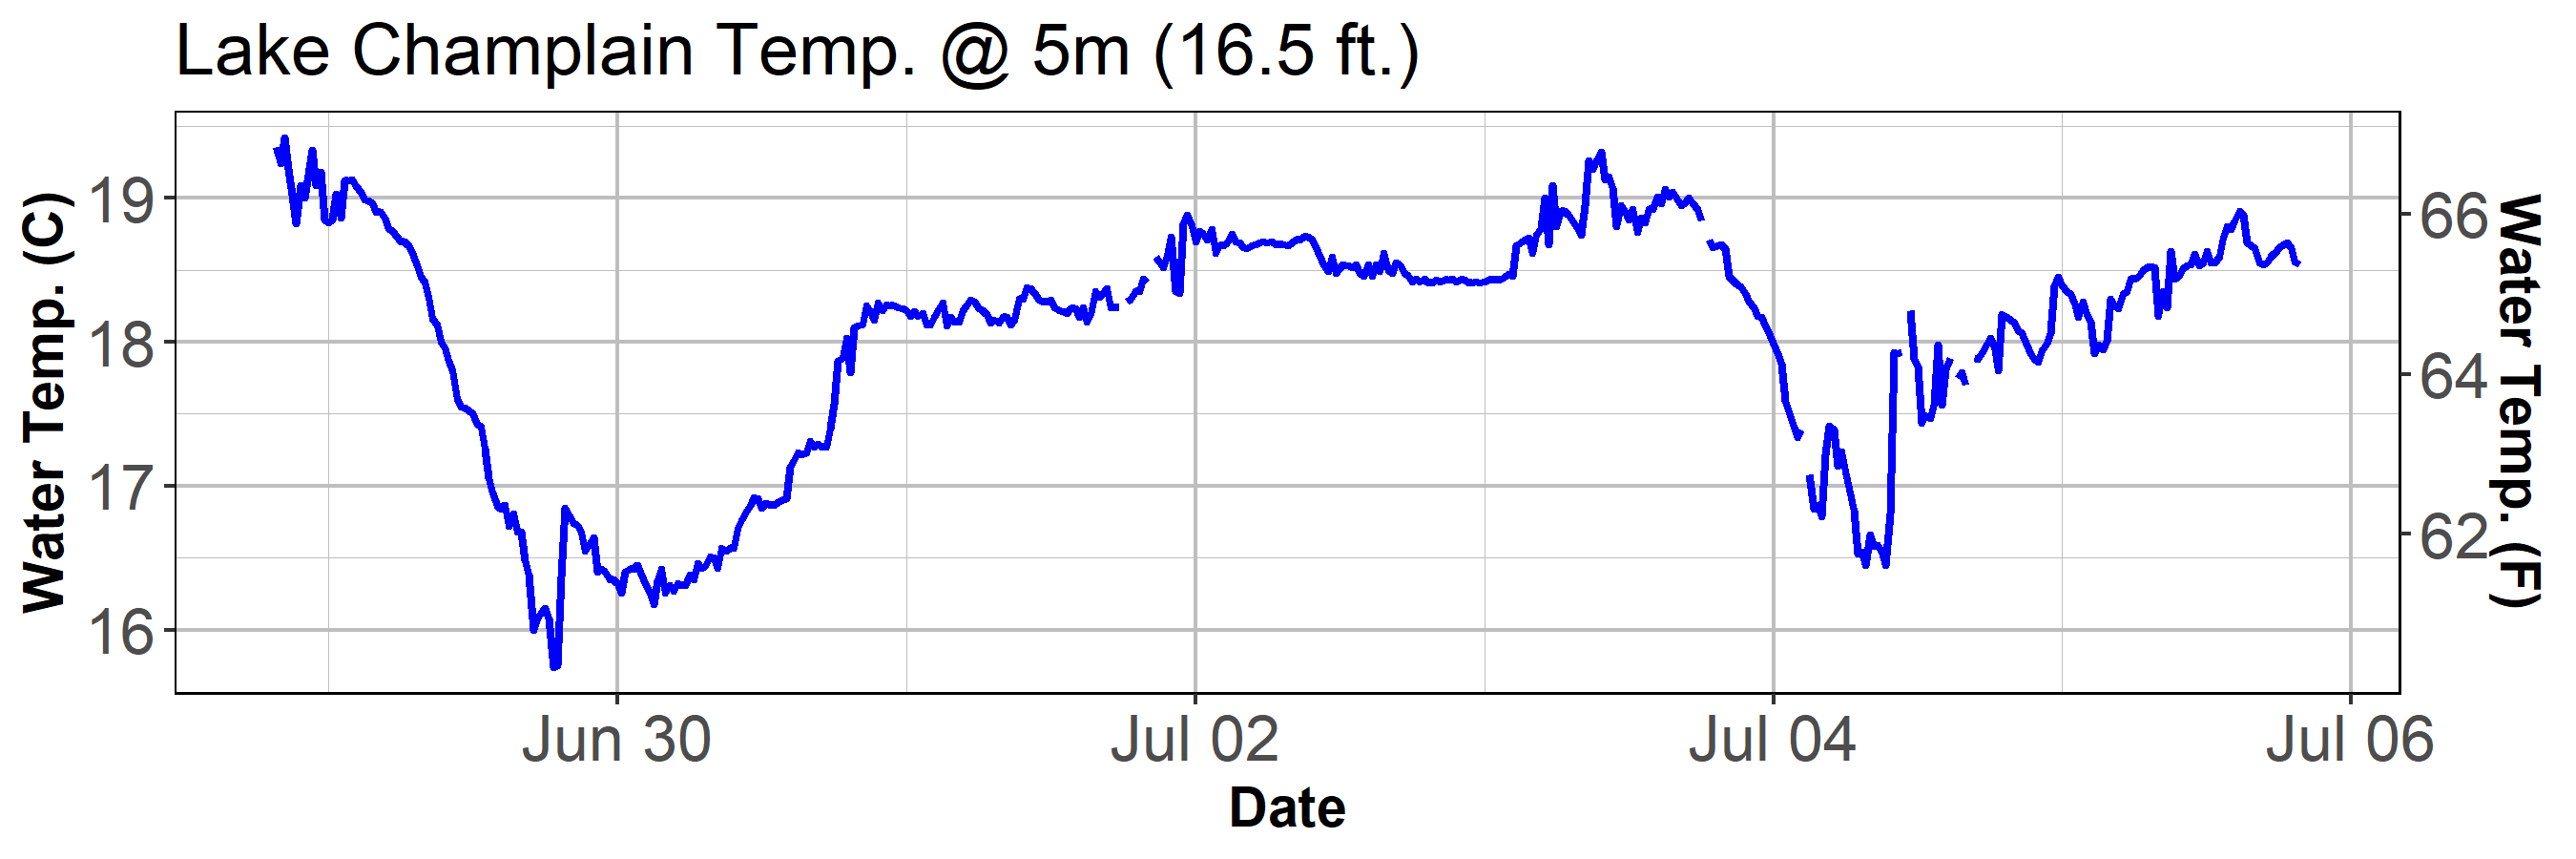 Lake Champlain Temp. @ 5m (16.5 ft.)
Water Temp. (C)
19
18
17
16
66
64
62
Water Temp. (F)
Jun 30
Jul 02
Jul 04
Jul 06
Date